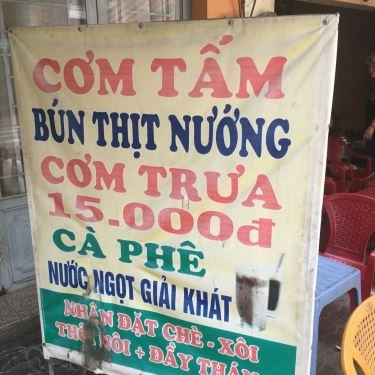 CƠM TẤM
BÚN THỊT NƯỚNG
CƠM TRƯA
15.000đ
CÀ PHÊ
NƯỚC NGỌT GIẢI KHÁT
NHẬN ĐẶT CHÈ - XÔI
+ ĐẦY